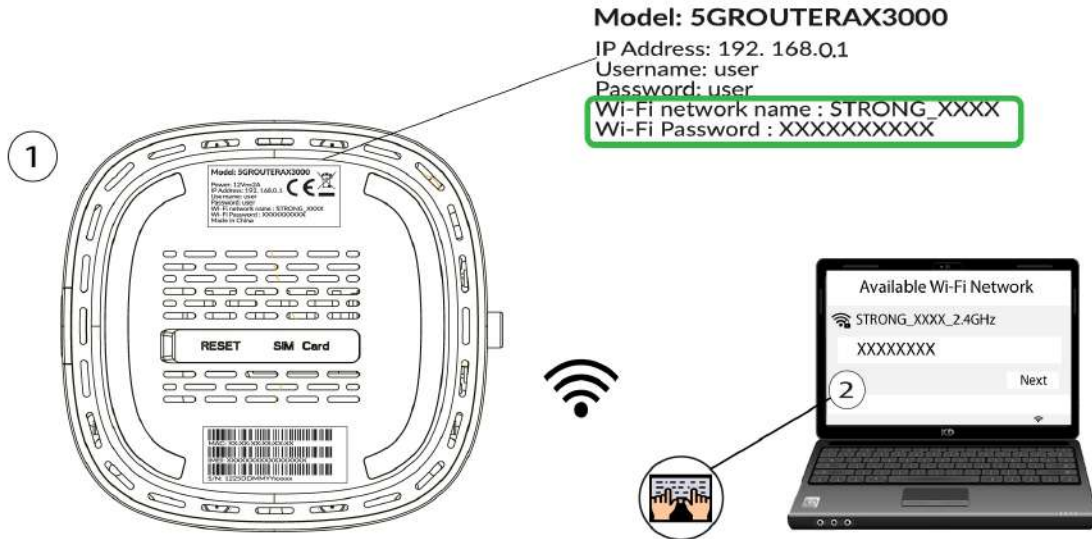 Model: 5GROUTERAX3000
IP Address: 192. 168.0.1
Username: user
Password: user
Wi-Fi network name : STRONG_XXXX
Wi-Fi Password : XXXXXXXXXX
1
Model: 5GROUTERAX3000
Power: 12V⎓2A
IP Address: 192. 168.0.1
Username: user
Password: user
Wi-Fi network name : STRONG_XXXX
Wi-Fi Password : XXXXXXXXXX
Made in China
CE
RESET SIM Card
Available Wi-Fi Network
STRONG_XXXX_2.4GHz
XXXXXXXX
Next
2